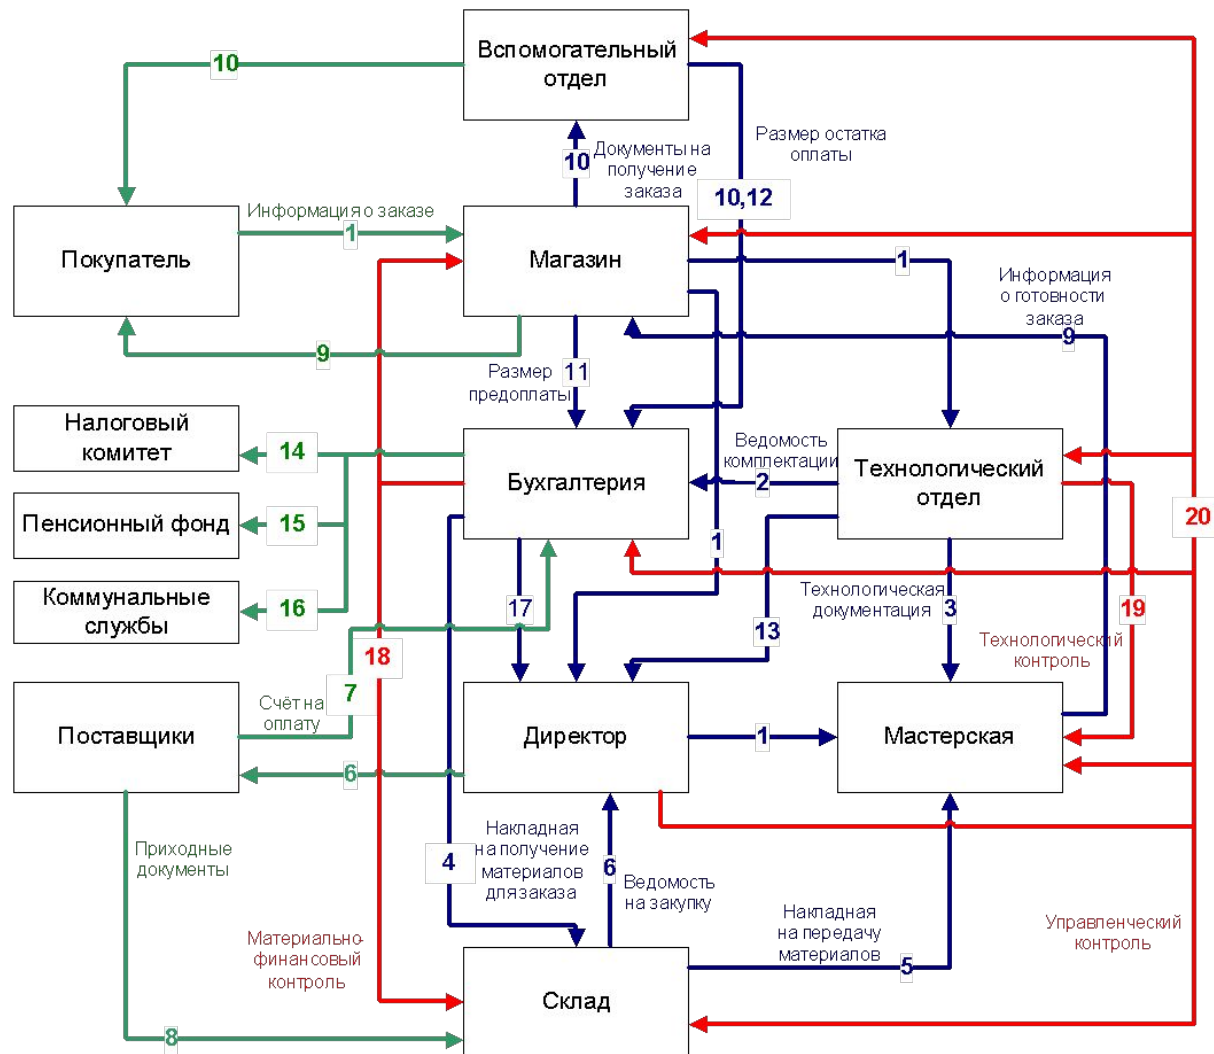 Вспомогательный
отдел
10
Размер остатка
оплаты
10
Документы на
получение
заказа
10,12
Информация о заказе
1
Покупатель
Магазин
1
Информация
о готовности
заказа
9
9
Размер
предоплаты
11
Налоговый
комитет
14
Ведомость
комплектации
2
Бухгалтерия
Технологический
отдел
Пенсионный фонд
15
20
1
Коммунальные
службы
16
17
Технологическая
документация
3
19
13
Технологический
контроль
18
7
Счёт на
оплату
Поставщики
Директор
1
Мастерская
6
Приходные
документы
4
Накладная
на получение
материалов
для заказа
6
Ведомость
на закупку
Накладная
на передачу
материалов
5
Управленческий
контроль
Материально-
финансовый
контроль
Склад
8